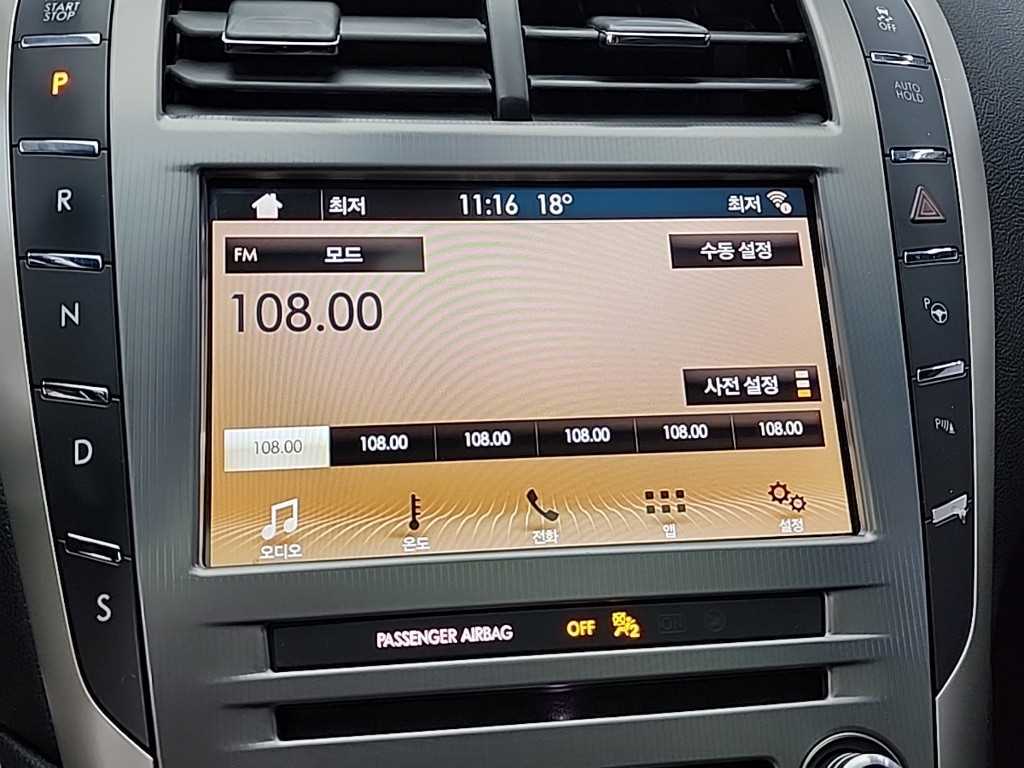 START
STOP
P
R
N
D
S
최저
11:16 18°
최저
FM
모드
수동 설정
108.00
사전 설정
108.00 108.00 108.00 108.00 108.00 108.00
오디오 온도 전화 앱 설정
PASSENGER AIRBAG OFF 2 ON
OFF
AUTO
HOLD
P
P